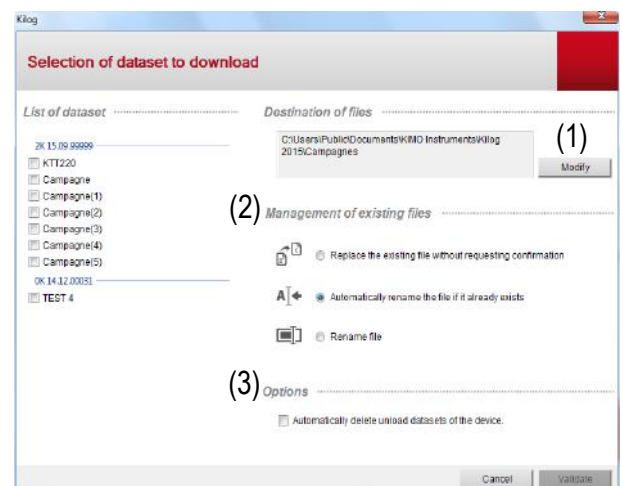 Kilog
Selection of dataset to download
List of dataset
2K 15.09.99999
KTT220
Campagne
Campagne(1)
Campagne(2)
Campagne(3)
Campagne(4)
Campagne(5)
0K 14.12.00031
TEST 4
Destination of files
C:\Users\Public\Documents\KIMO Instruments\Kilog
2015\Campagnes
(1)
Modify
(2) Management of existing files
Replace the existing file without requesting confirmation
A Automatically rename the file if it already exists
Rename file
(3) Options
Automatically delete unload datasets of the device.
Cancel
Validate